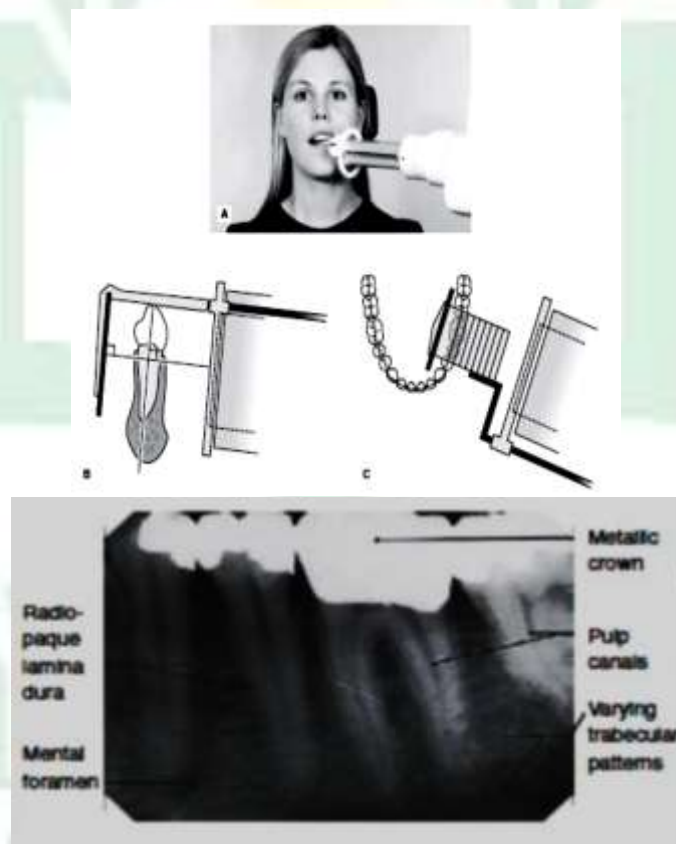 A
B
C
Metallic
crown
Radio-
paque
lamina
dura
Pulp
canals
Varying
trabecular
patterns
Mental
foramen